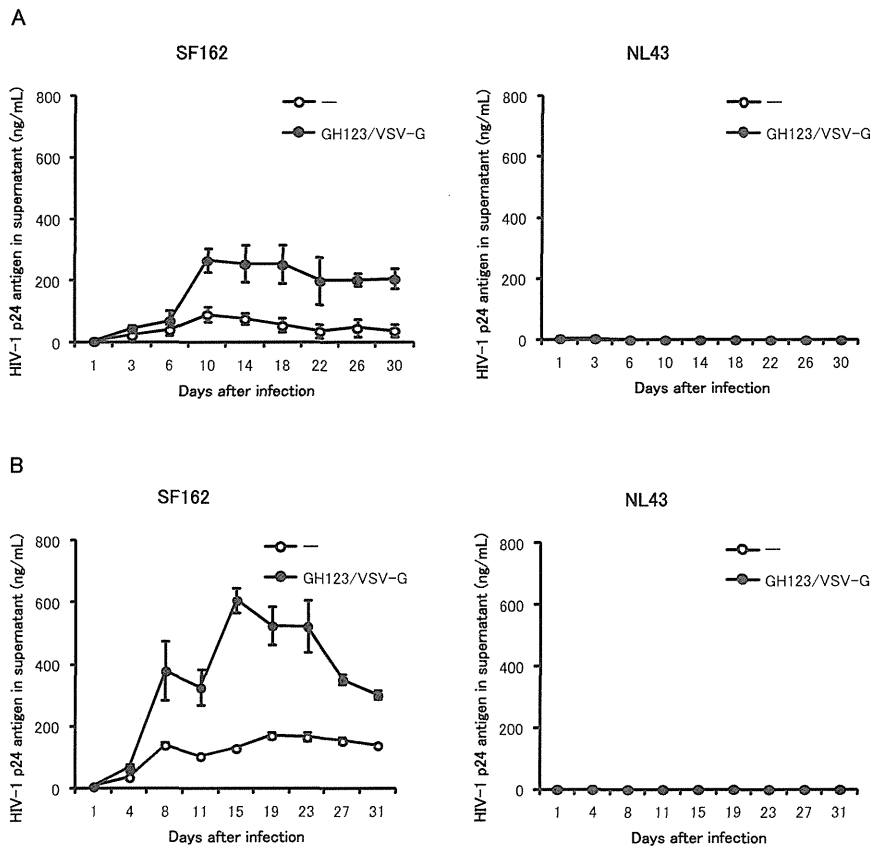 A
SF162
HIV-1 p24 antigen in supernatant (ng/mL)
800
600
400
200
0
—
GH123/VSV-G
1 3 6 10 14 18 22 26 30
Days after infection
NL43
HIV-1 p24 antigen in supernatant (ng/mL)
800
600
400
200
0
—
GH123/VSV-G
1 3 6 10 14 18 22 26 30
Days after infection
B
SF162
HIV-1 p24 antigen in supernatant (ng/mL)
800
600
400
200
0
—
GH123/VSV-G
1 4 8 11 15 19 23 27 31
Days after infection
NL43
HIV-1 p24 antigen in supernatant (ng/mL)
800
600
400
200
0
—
GH123/VSV-G
1 4 8 11 15 19 23 27 31
Days after infection